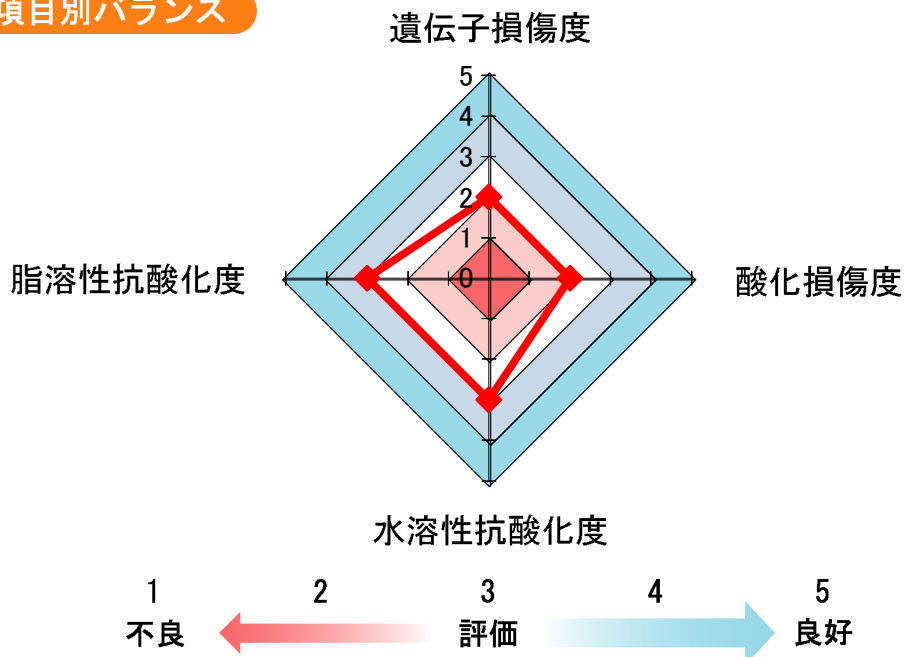 項目別バランス
遺伝子損傷度
5
4
3
2
1
0
脂溶性抗酸化度
酸化損傷度
水溶性抗酸化度
1 2 3 4 5
不良 評価 良好